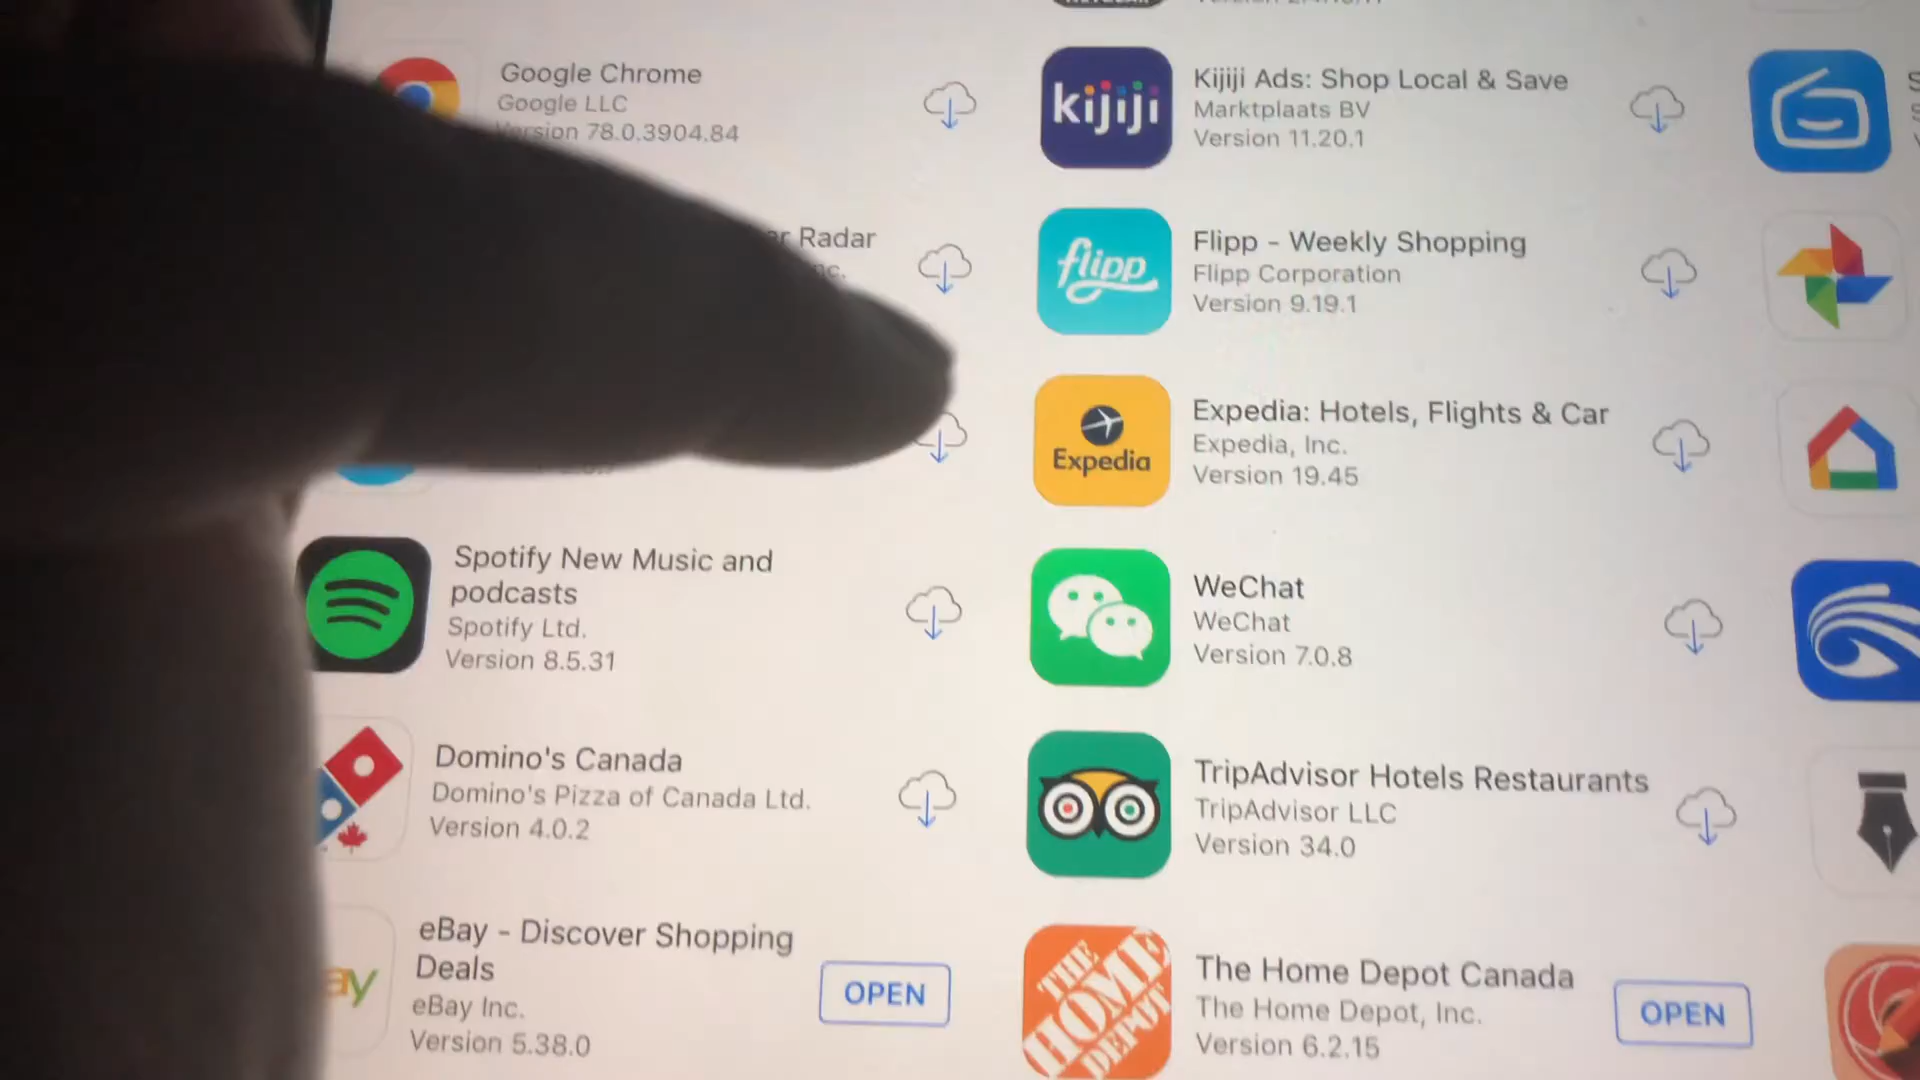 Google Chrome
Google LLC
Version 78.0.3904.84
Radar
Spotify New Music and
podcasts
Spotify Ltd.
Version 8.5.31
Domino's Canada
Domino's Pizza of Canada Ltd.
Version 4.0.2
eBay - Discover Shopping
Deals
eBay Inc.
Version 5.38.0
OPEN
kijiji
Kijiji Ads: Shop Local & Save
Marktplaats BV
Version 11.20.1
flipp
Flipp - Weekly Shopping
Flipp Corporation
Version 9.19.1
Expedia
Expedia: Hotels, Flights & Car
Expedia, Inc.
Version 19.45
WeChat
WeChat
Version 7.0.8
TripAdvisor Hotels Restaurants
TripAdvisor LLC
Version 34.0
THE
HOME
DEPOT
The Home Depot Canada
The Home Depot, Inc.
Version 6.2.15
OPEN